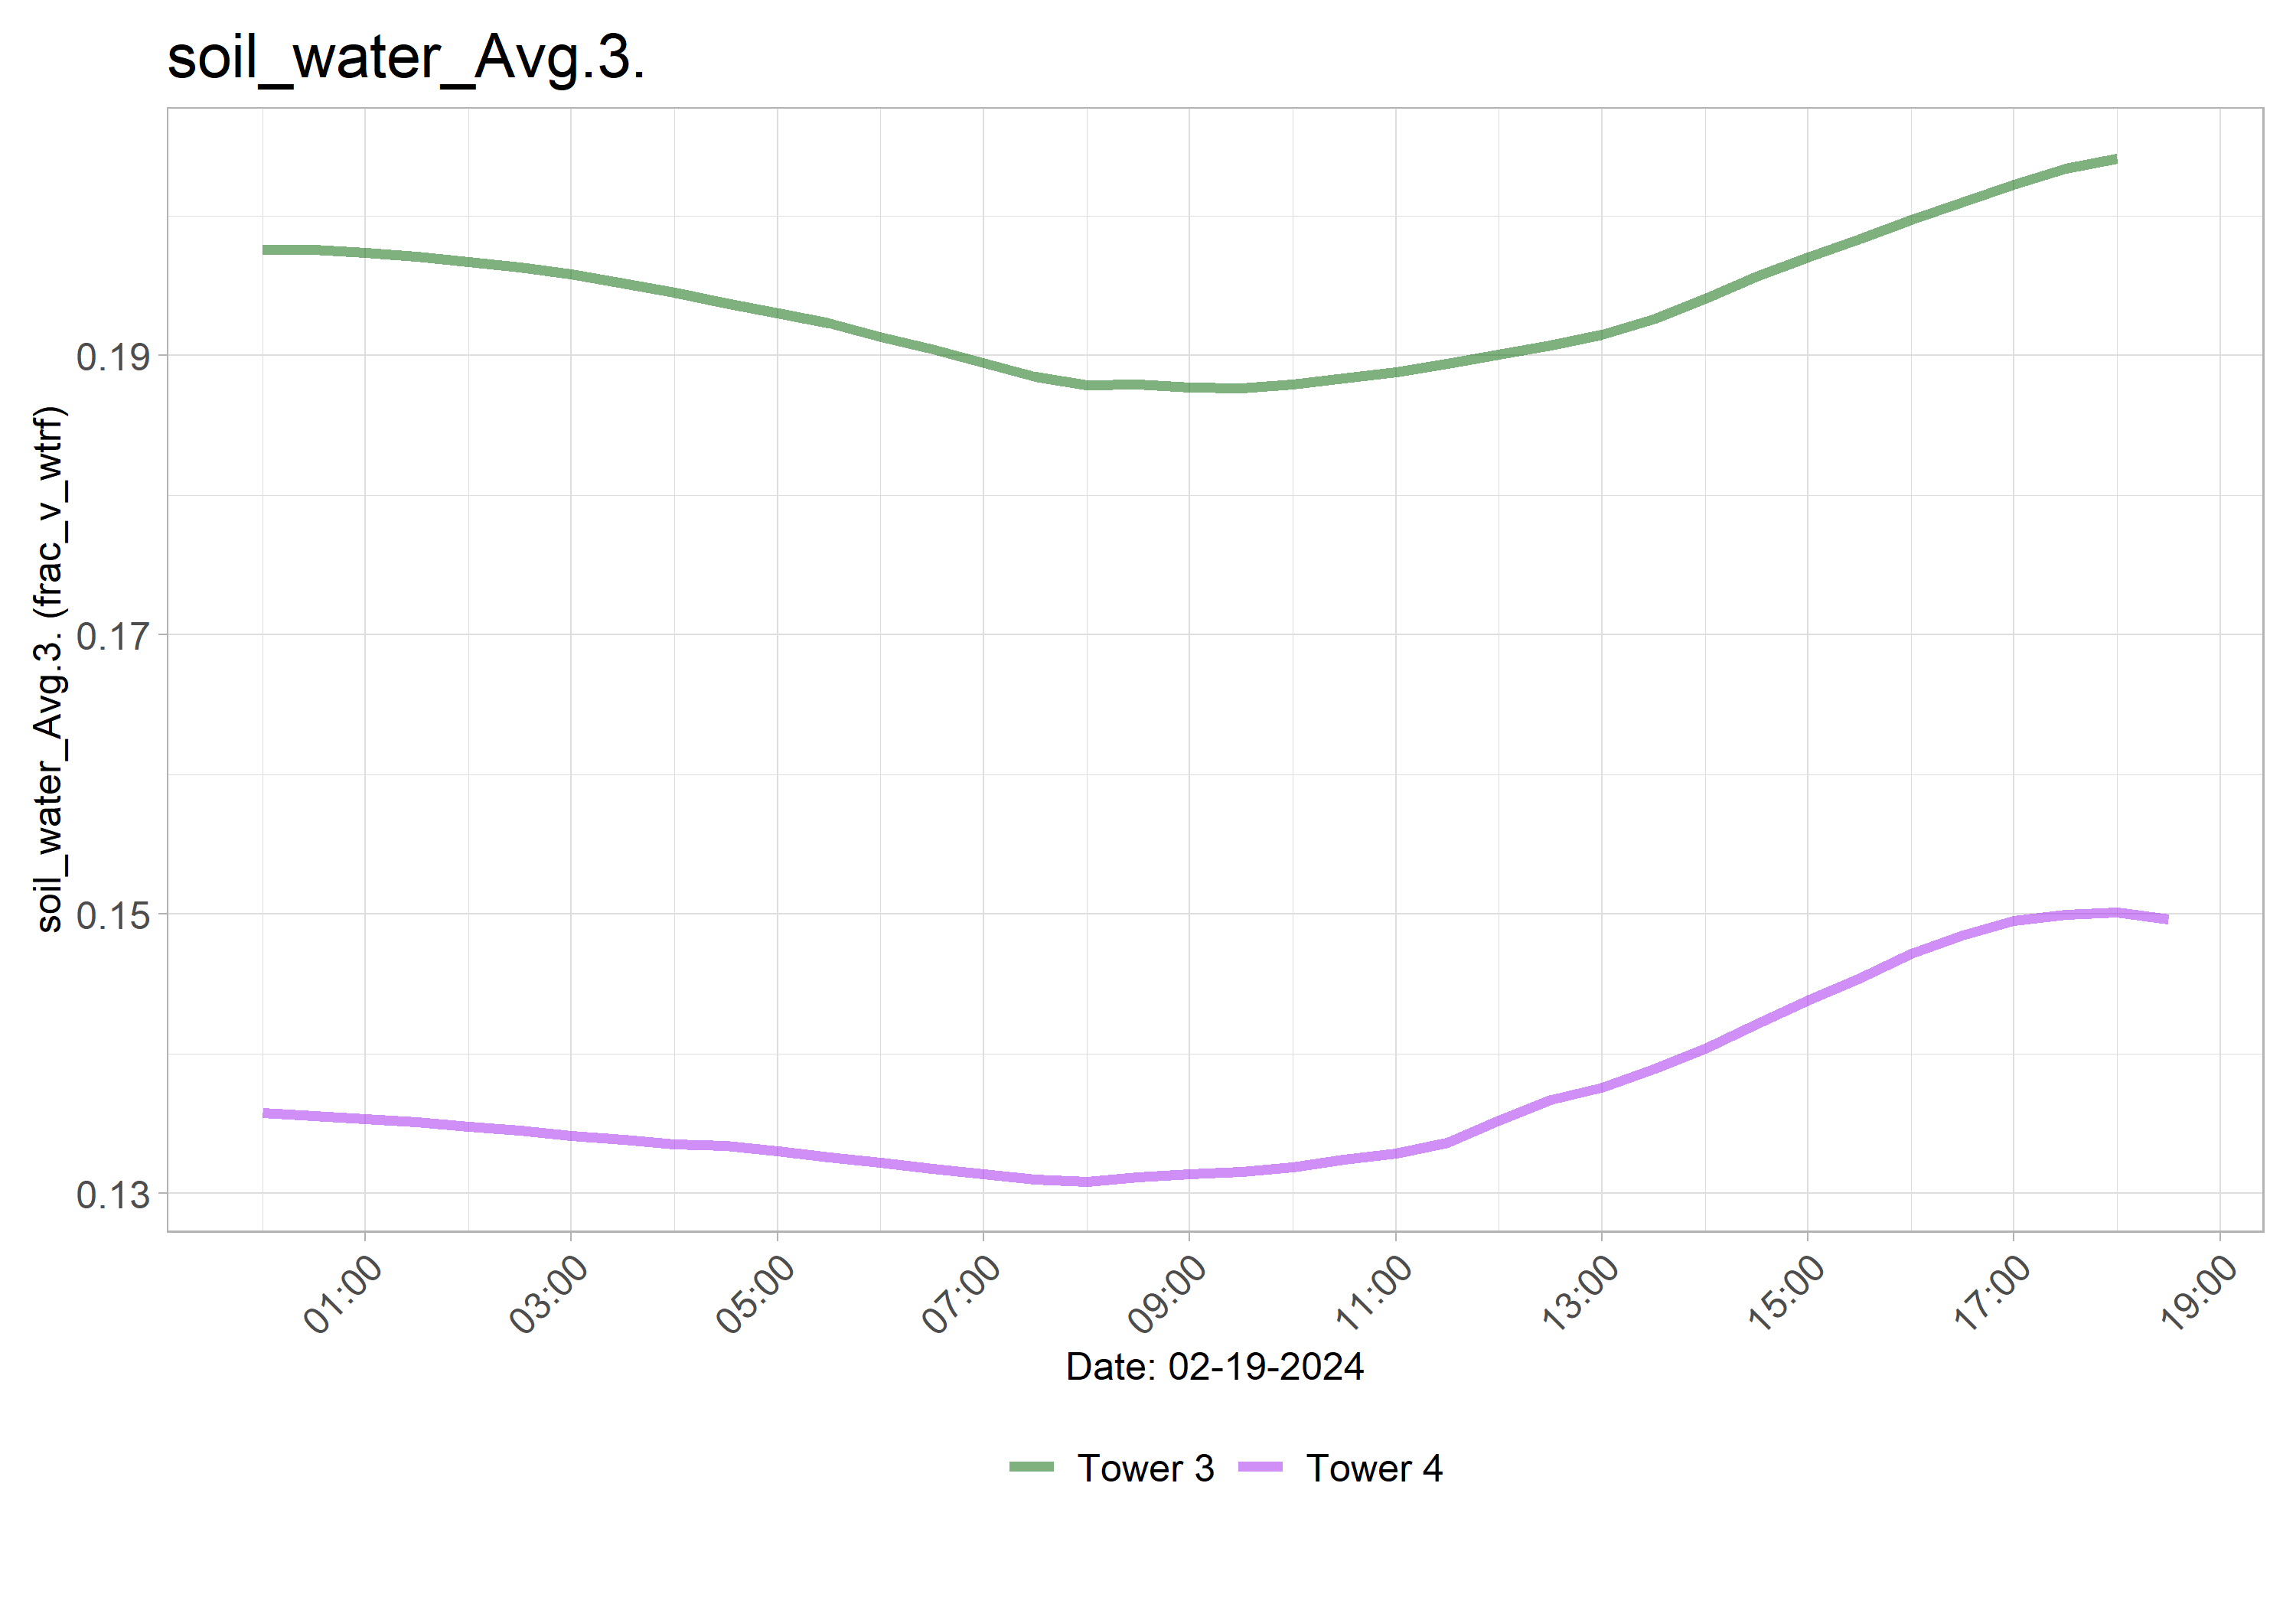 soil_water_Avg.3.
soil_water_Avg.3. (frac_v_wtrf)
0.19
0.17
0.15
0.13
01:00
03:00
05:00
07:00
09:00
11:00
13:00
15:00
17:00
19:00
Date: 02-19-2024
Tower 3
Tower 4